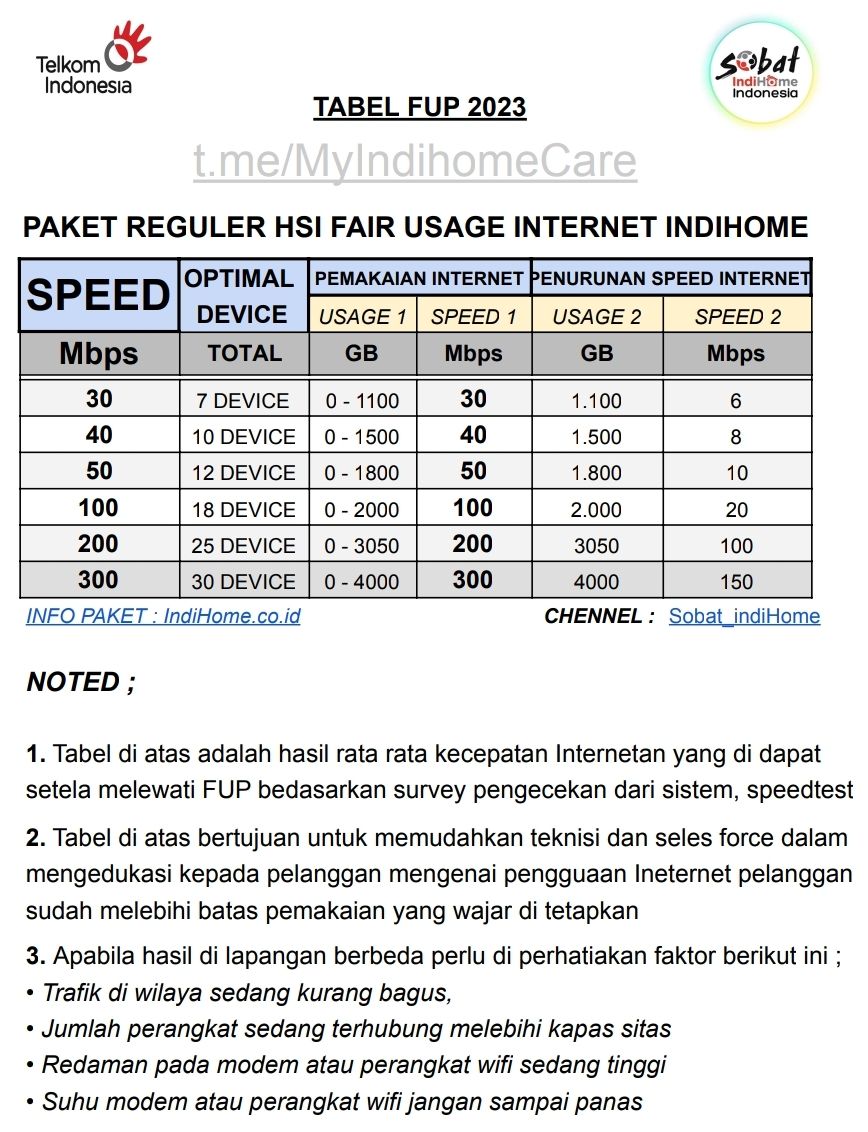 Telkom
Indonesia
Sobat
IndiHome
Indonesia
TABEL FUP 2023
t.me/MyIndihomeCare
PAKET REGULER HSI FAIR USAGE INTERNET INDIHOME
SPEED OPTIMAL DEVICE PEMAKAIAN INTERNET PENURUNAN SPEED INTERNET
USAGE 1 SPEED 1 USAGE 2 SPEED 2
Mbps TOTAL GB Mbps GB Mbps
30 7 DEVICE 0 - 1100 30 1.100 6
40 10 DEVICE 0 - 1500 40 1.500 8
50 12 DEVICE 0 - 1800 50 1.800 10
100 18 DEVICE 0 - 2000 100 2.000 20
200 25 DEVICE 0 - 3050 200 3050 100
300 30 DEVICE 0 - 4000 300 4000 150
INFO PAKET : IndiHome.co.id CHENNEL : Sobat_indiHome
NOTED ;
1. Tabel di atas adalah hasil rata rata kecepatan Internetan yang di dapat
setela melewati FUP bedasarkan survey pengecekan dari sistem, speedtest
2. Tabel di atas bertujuan untuk memudahkan teknisi dan seles force dalam
mengedukasi kepada pelanggan mengenai pengguaan Ineternet pelanggan
sudah melebihi batas pemakaian yang wajar di tetapkan
3. Apabila hasil di lapangan berbeda perlu di perhatiakan faktor berikut ini ;
• Trafik di wilaya sedang kurang bagus,
• Jumlah perangkat sedang terhubung melebihi kapas sitas
• Redaman pada modem atau perangkat wifi sedang tinggi
• Suhu modem atau perangkat wifi jangan sampai panas